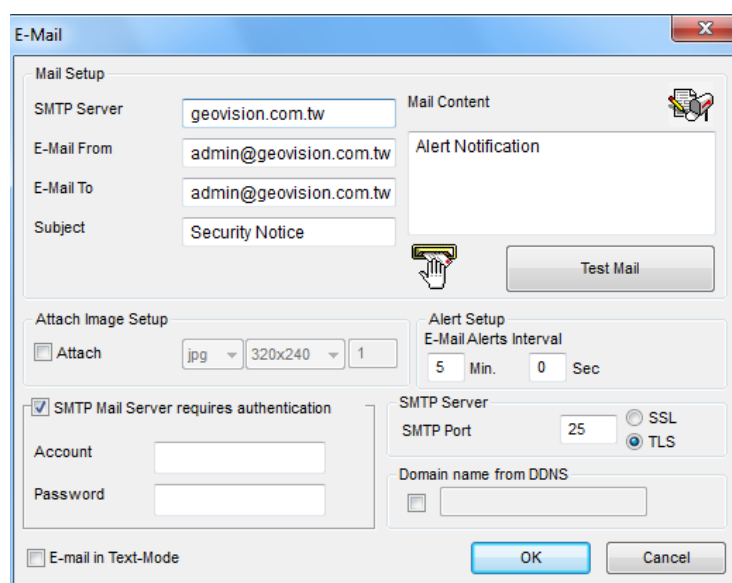 E-Mail
Mail Setup
SMTP Server
geovision.com.tw
E-Mail From
admin@geovision.com.tw
E-Mail To
admin@geovision.com.tw
Subject
Security Notice
Mail Content
Alert Notification
Test Mail
Attach Image Setup
Attach
jpg
320x240
1
Alert Setup
E-Mail Alerts Interval
5 Min. 0 Sec
SMTP Mail Server requires authentication
Account
Password
SMTP Server
SMTP Port
25
SSL
TLS
Domain name from DDNS
E-mail in Text-Mode
OK
Cancel